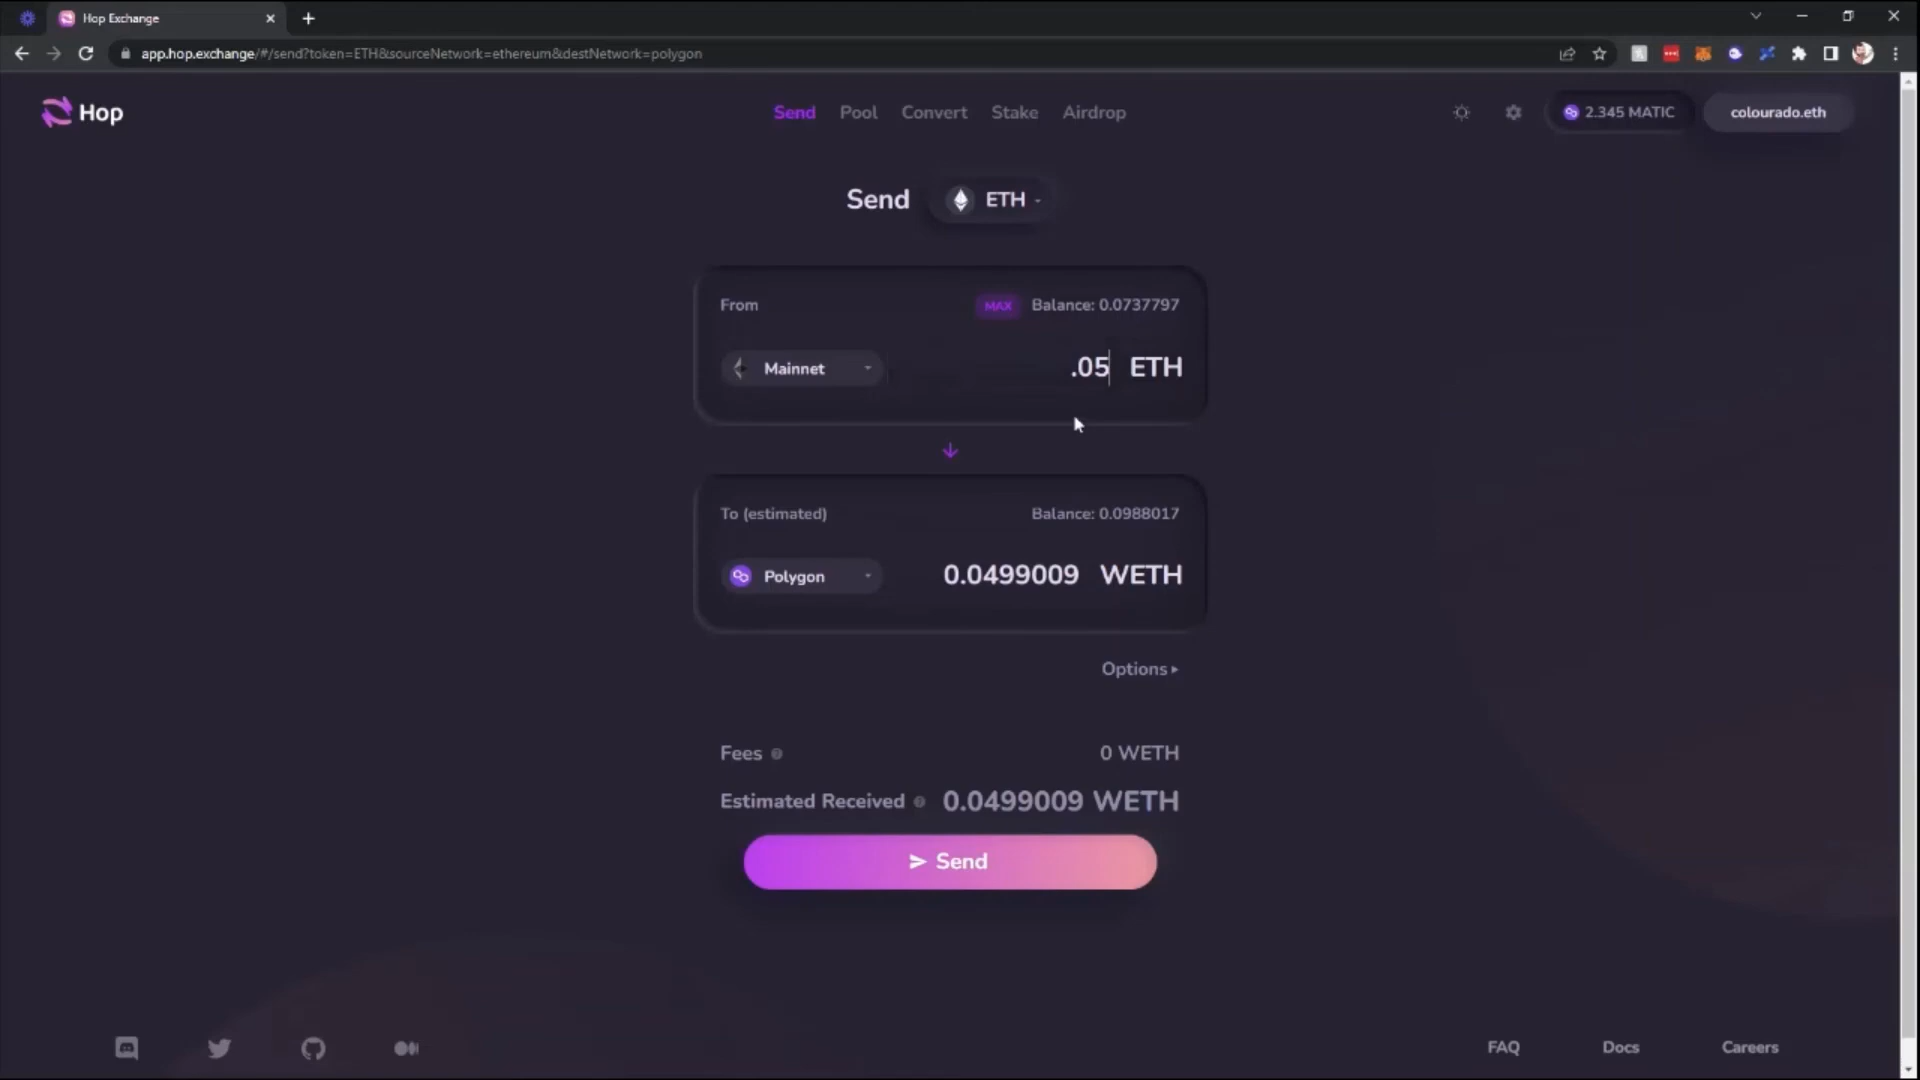 Hop Exchange
app.hop.exchange/#/send?token=ETH&sourceNetwork=ethereum&destNetwork=polygon
Hop
Send Pool Convert Stake Airdrop
2.345 MATIC
colourado.eth
Send ETH
From MAX Balance: 0.0737797
Mainnet .05 ETH
To (estimated) Balance: 0.0988017
Polygon 0.0499009 WETH
Options
Fees 0 WETH
Estimated Received 0.0499009 WETH
Send
FAQ Docs Careers